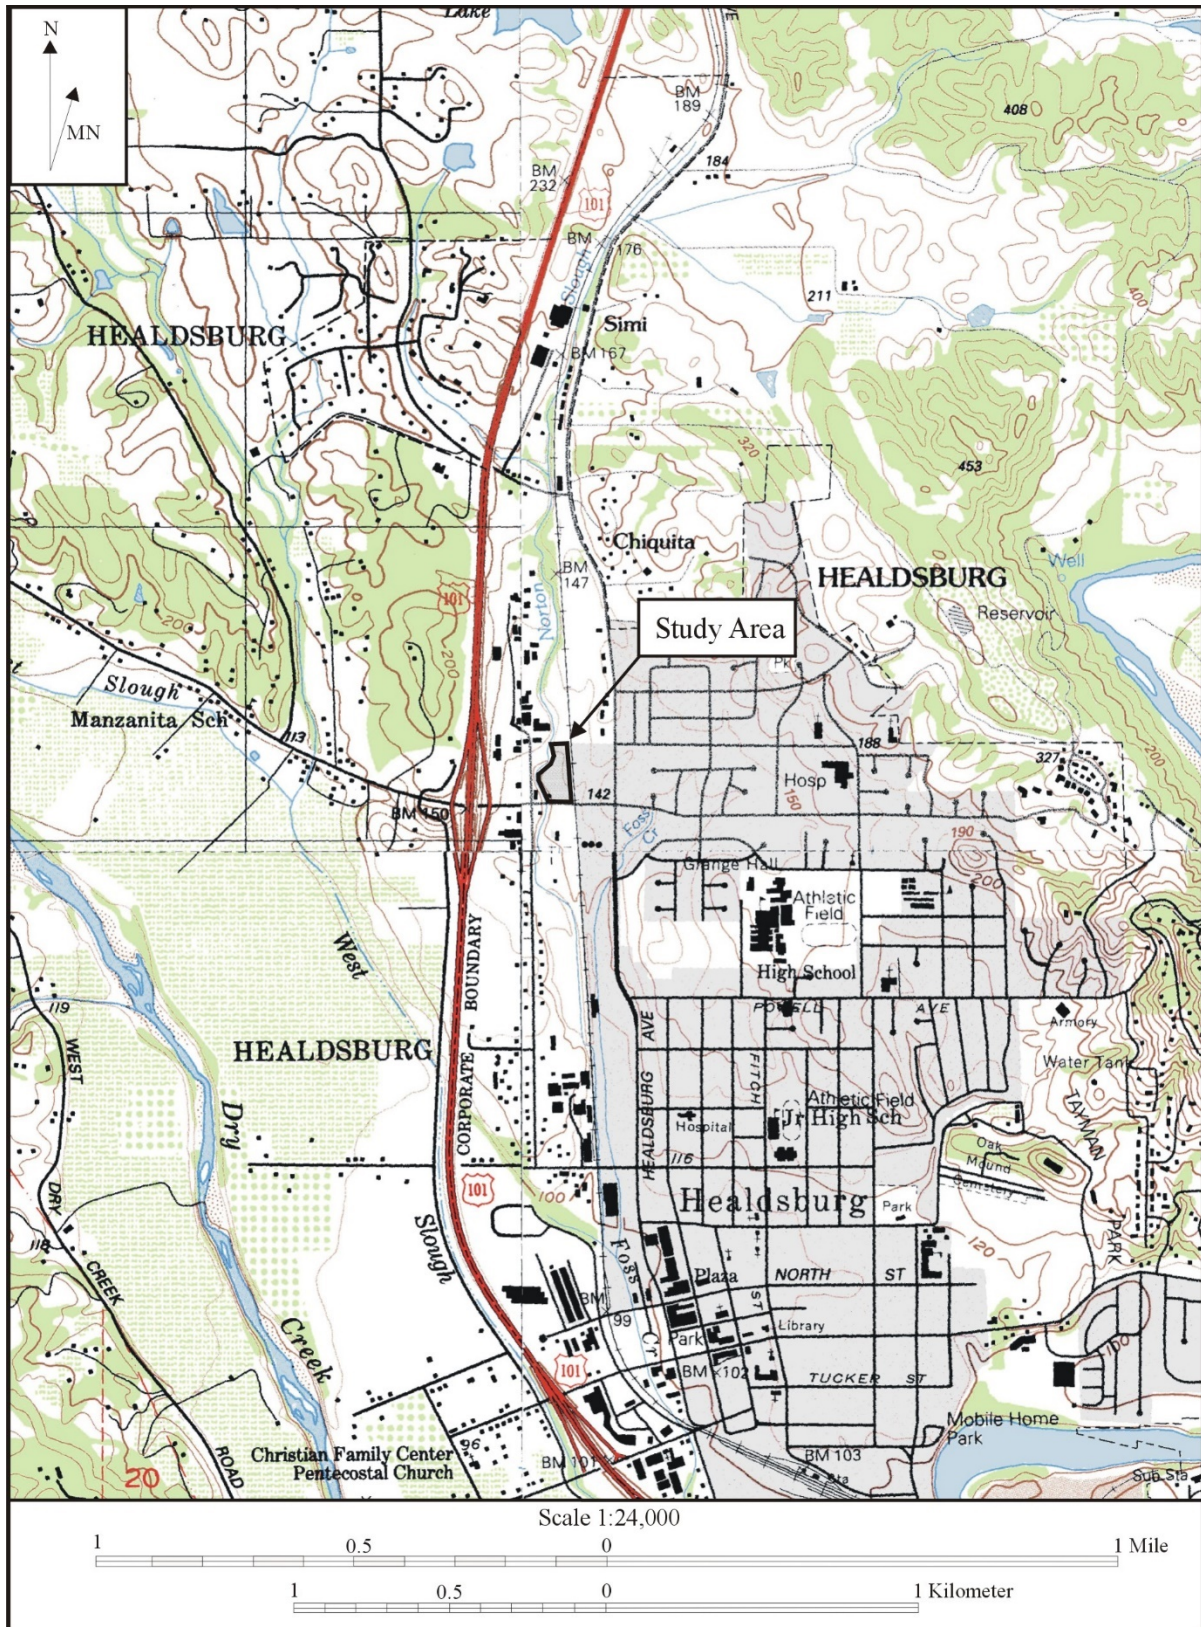 Lake
N
MN
BM
189
408
184
BM
232
101
BM
176
Slough
211
400
Simi
HEALDSBURG
BM 167
320
453
Chiquita
BM
147
Well
HEALDSBURG
101
Norton
Reservoir
200
Study Area
200
Pk
Slough
Manzanita Sch
113
188
200
327
Hosp
142
150
BM 150
Foss
Cr
190
Grange Hall
200
Athletic
Field
West
BOUNDARY
High School
119
POWELL AVE
Armory
WEST
AVE
HEALDSBURG
Water Tank
FITCH
Dry
CORPORATE
Athletic Field
Jr High Sch
HEALDSBURG
Hospital
TAYMAN
116
Oak
Mound
Cemetery
101
100
DRY
Healdsburg
Park
PARK
118
Slough
Foss
120
CREEK
Plaza
NORTH ST
BM
99
ST
Library
Creek
Cr
Park
100
101
BM 102
TUCKER ST
Mobile Home
Park
96
Christian Family Center
Pentecostal Church
ROAD
BM 101
BM 103
Sta
Sub Sta
20
Scale 1:24,000
1 0.5 0 1 Mile
1 0.5 0 1 Kilometer